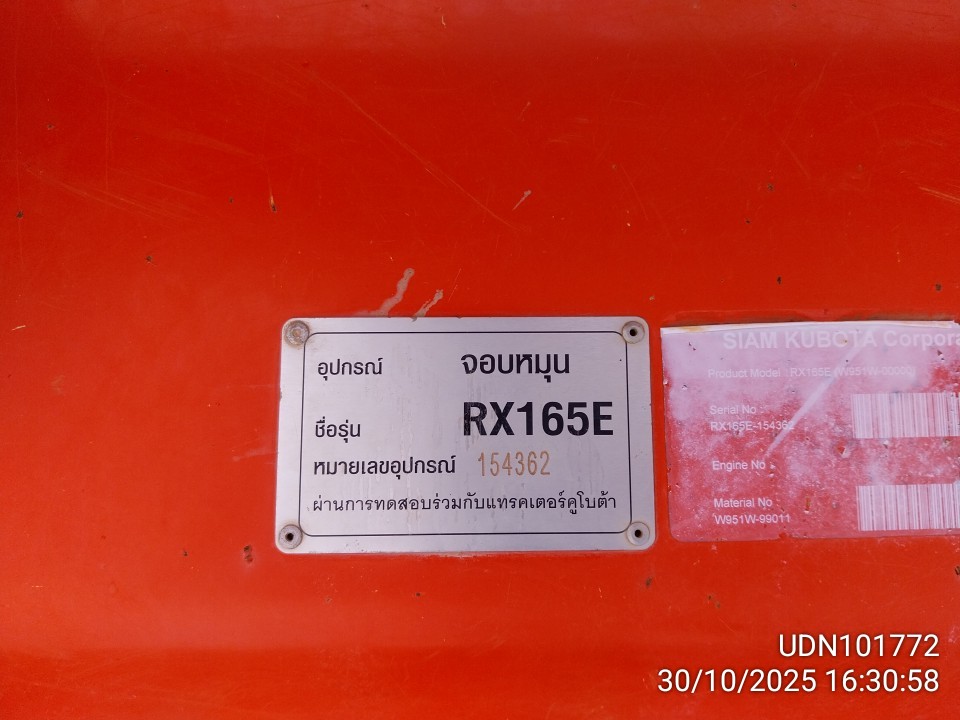 อุปกรณ์ จอบหมุน
ชื่อรุ่น RX165E
หมายเลขอุปกรณ์ 154362
ผ่านการทดสอบร่วมกับแทรคเตอร์คูโบต้า
SIAM KUBOTA Corpora
Product Model : RX165E (W951W-00000)
Serial No :
RX165E-154362
Engine No :
Material No
W951W-99011
UDN101772
30/10/2025 16:30:58